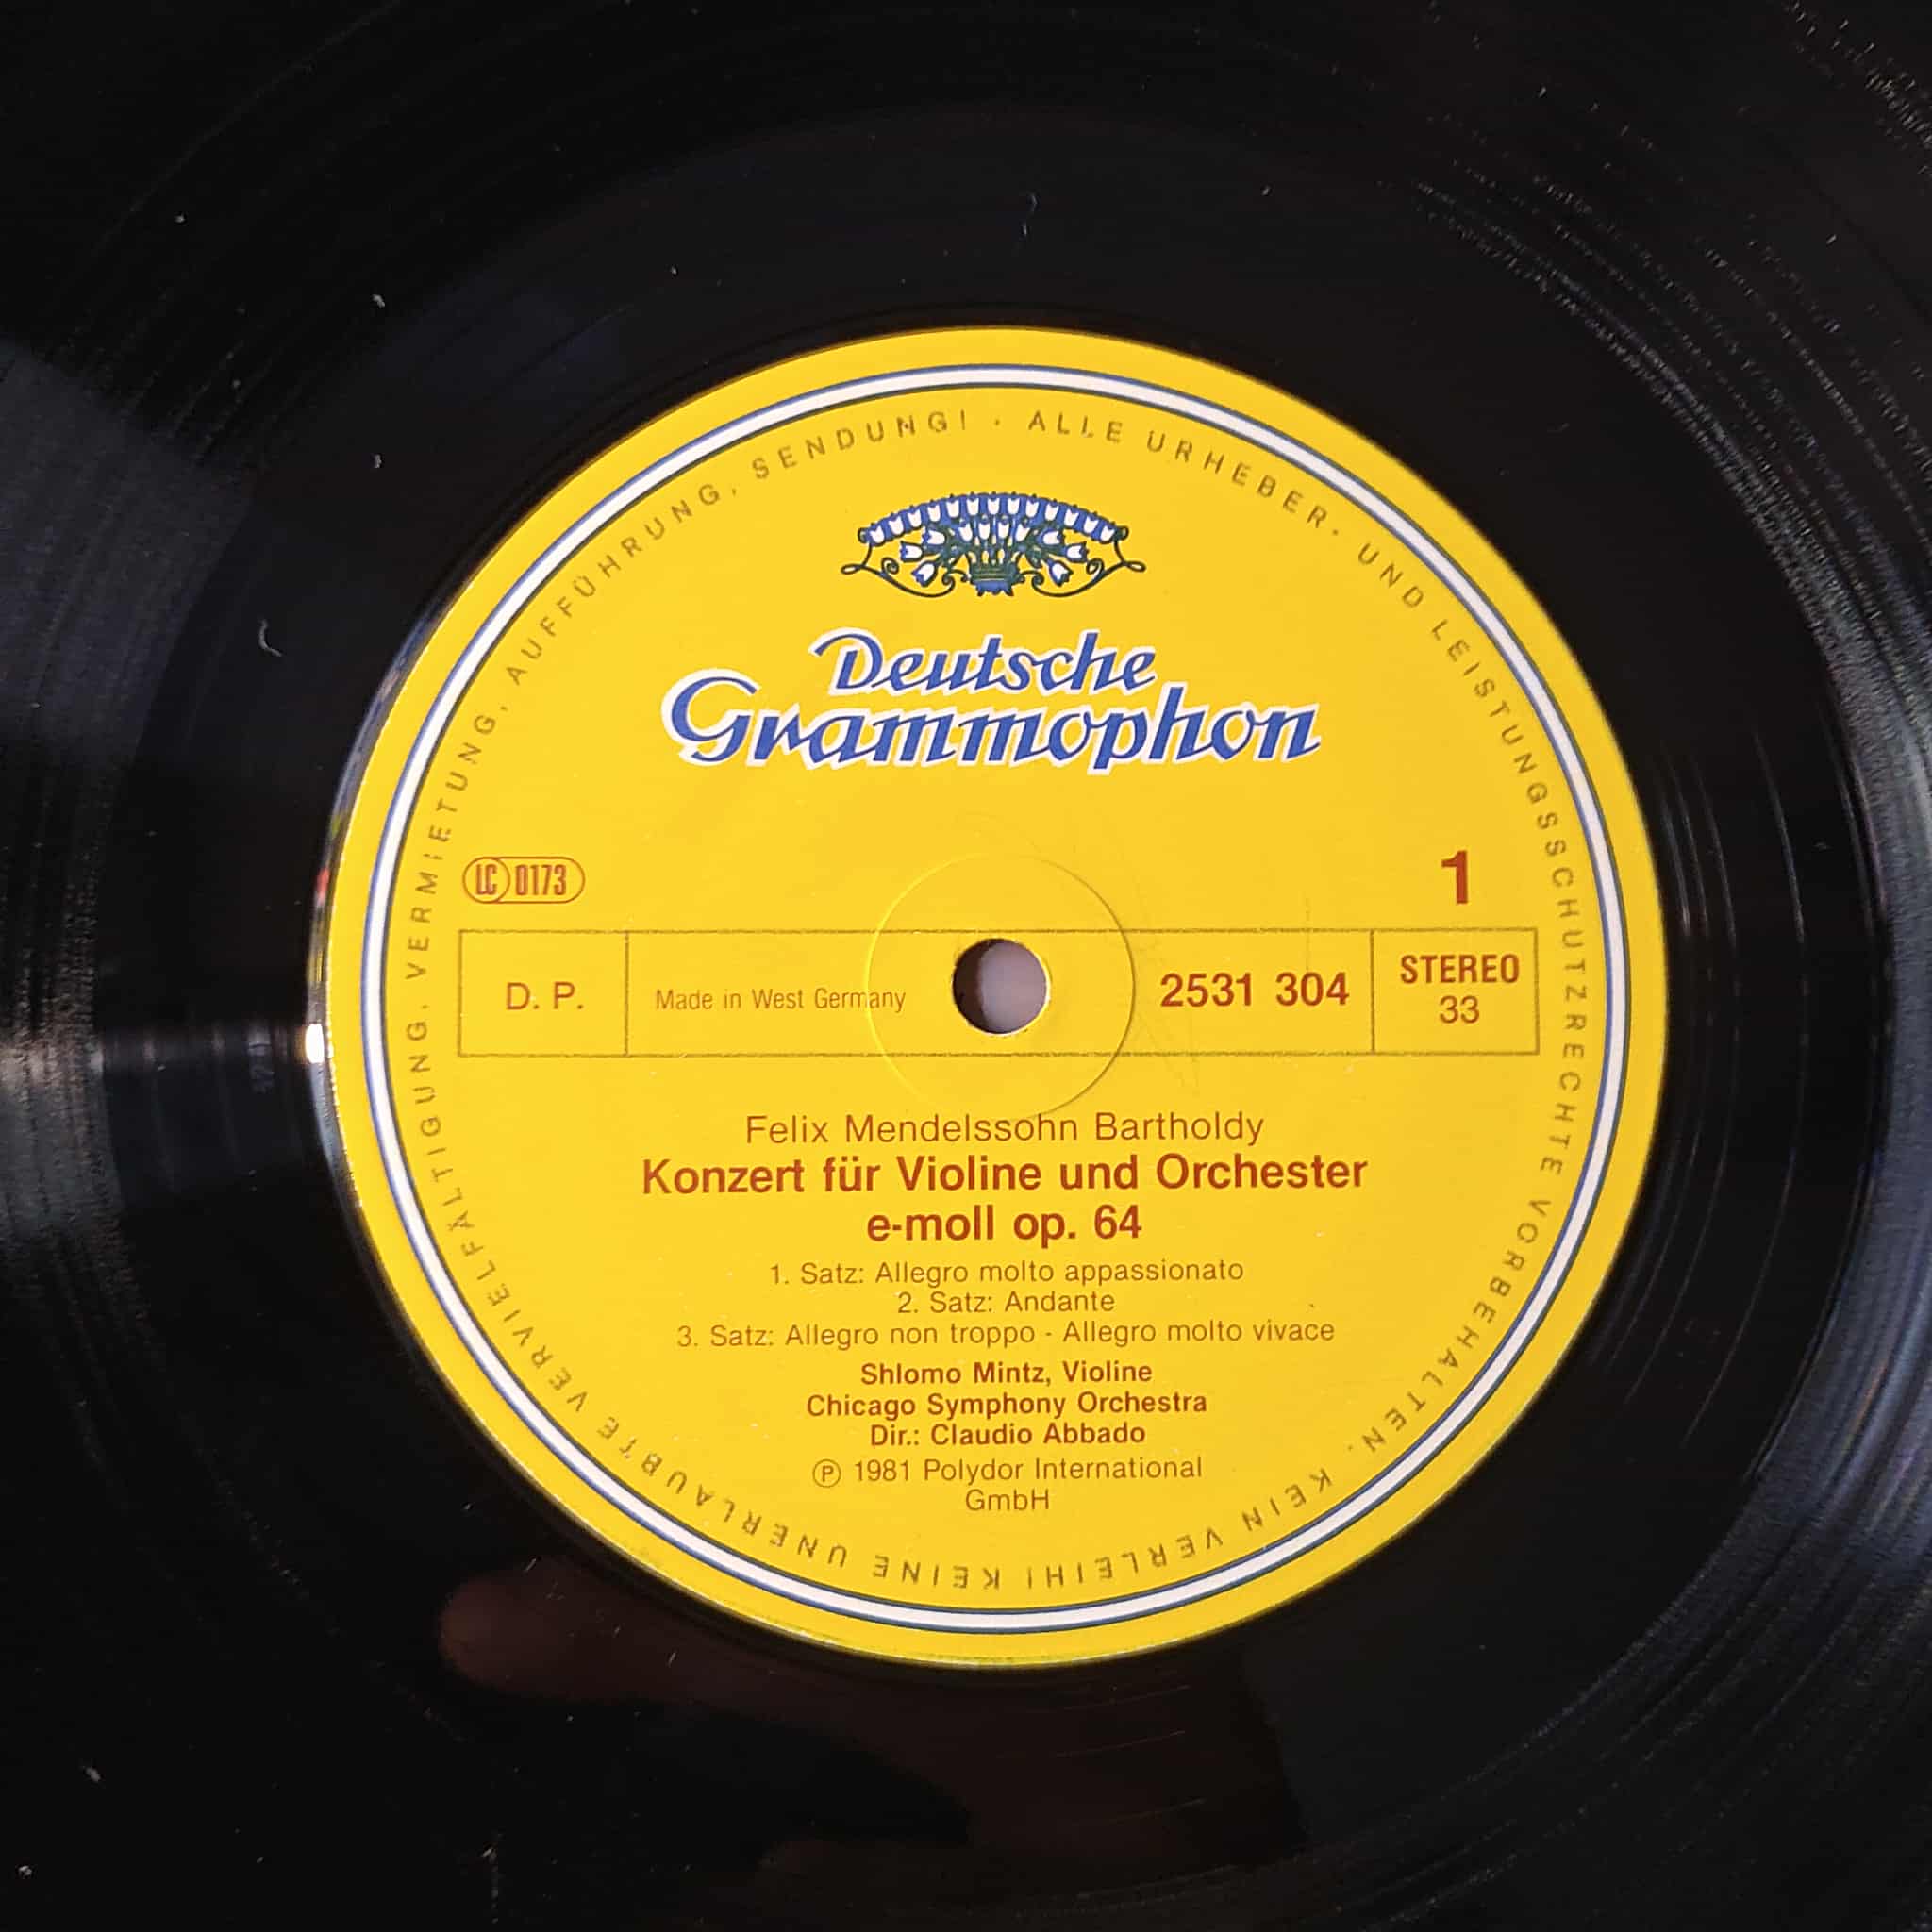 KEINE UNERLAUBTE VERVIELFÄLTIGUNG, VERMIETUNG, AUFFÜHRUNG, SENDUNG! · ALLE URHEBER- UND LEISTUNGSSCHUTZRECHTE VORBEHALTEN. KEIN VERLEIH!
Deutsche
Grammophon
LC 0173
1
D. P.
Made in West Germany
2531 304
STEREO
33
Felix Mendelssohn Bartholdy
Konzert für Violine und Orchester
e-moll op. 64
1. Satz: Allegro molto appassionato
2. Satz: Andante
3. Satz: Allegro non troppo - Allegro molto vivace
Shlomo Mintz, Violine
Chicago Symphony Orchestra
Dir.: Claudio Abbado
℗ 1981 Polydor International
GmbH